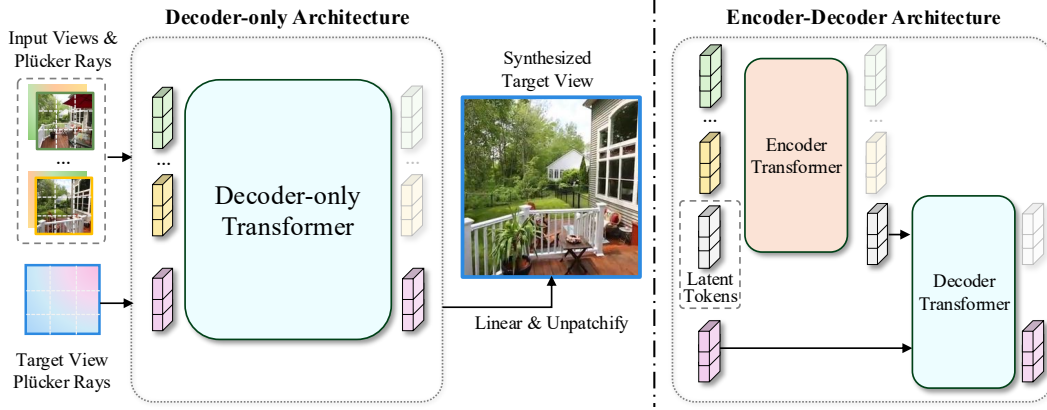 Decoder-only Architecture
Input Views &
Plücker Rays
...
...
...
Decoder-only
Transformer
Target View
Plücker Rays
Synthesized
Target View
Linear & Unpatchify
Encoder-Decoder Architecture
...
...
Encoder
Transformer
Latent
Tokens
Decoder
Transformer